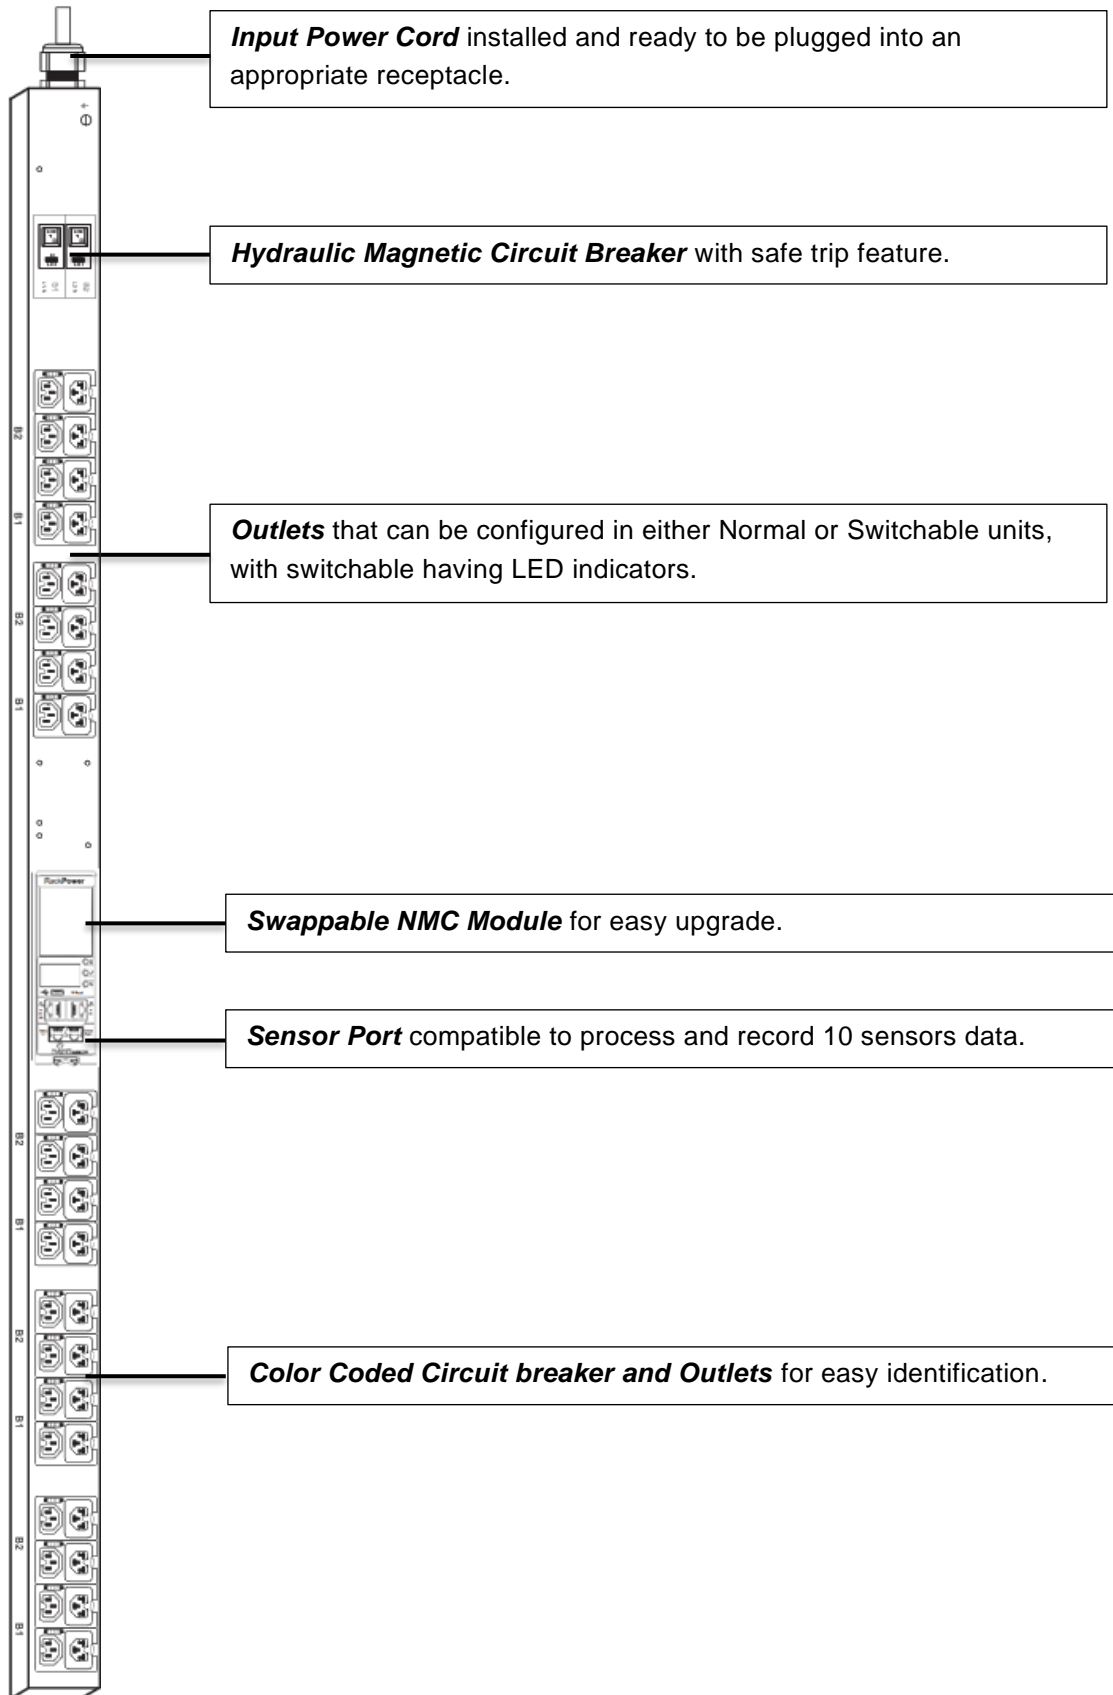 Input Power Cord installed and ready to be plugged into an
appropriate receptacle.
Hydraulic Magnetic Circuit Breaker with safe trip feature.
B2
B1
Outlets that can be configured in either Normal or Switchable units,
with switchable having LED indicators.
B2
B1
RackPower
Swappable NMC Module for easy upgrade.
Sensor Port compatible to process and record 10 sensors data.
B2
B1
B2
Color Coded Circuit breaker and Outlets for easy identification.
B1
B2
B1